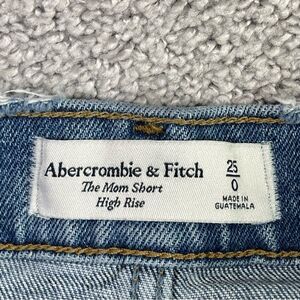 Abercrombie & Fitch
The Mom Short
High Rise
25
0
MADE IN
GUATEMALA